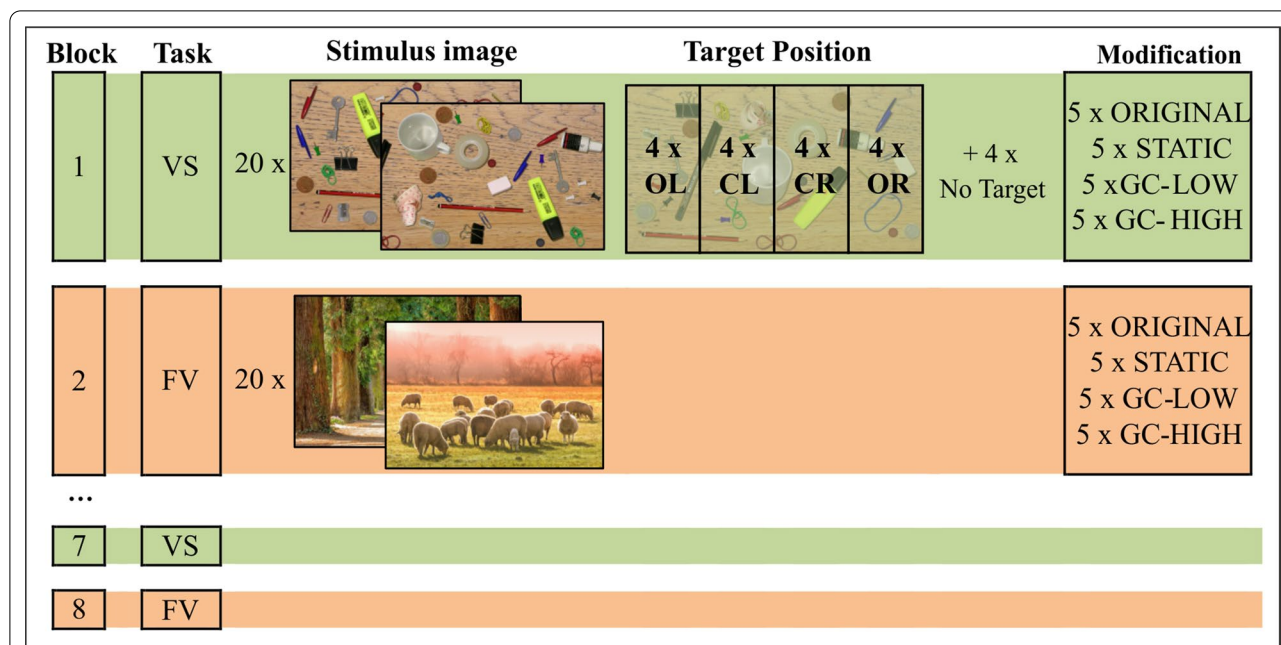 Block Task Stimulus image Target Position Modification
1 VS 20 x
4 x OL
4 x CL
4 x CR
4 x OR
+ 4 x
No Target
5 x ORIGINAL
5 x STATIC
5 xGC-LOW
5 x GC- HIGH
2 FV 20 x
5 x ORIGINAL
5 x STATIC
5 x GC-LOW
5 x GC-HIGH
...
7 VS
8 FV